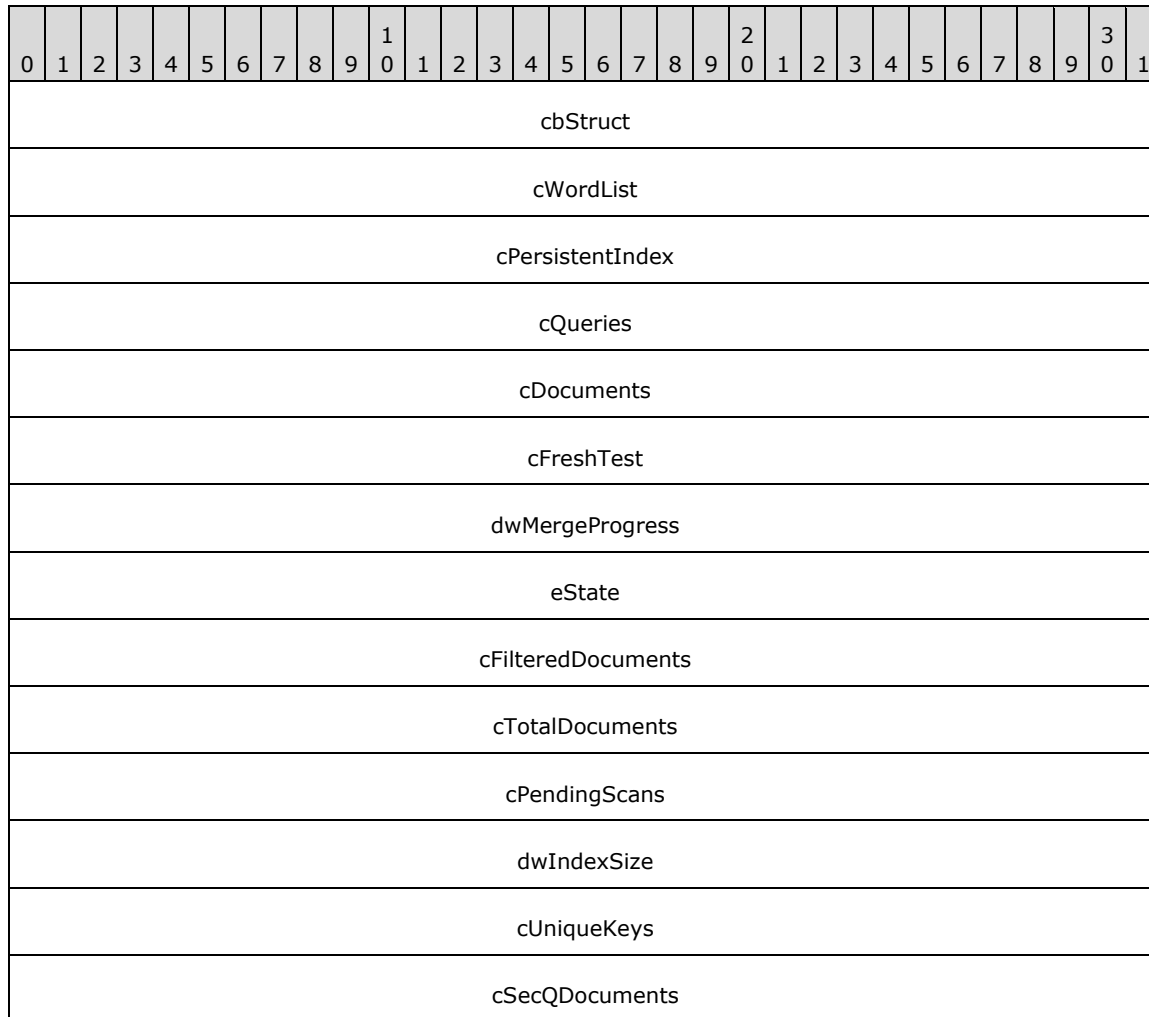 1 2 3
0 1 2 3 4 5 6 7 8 9 0 1 2 3 4 5 6 7 8 9 0 1 2 3 4 5 6 7 8 9 0 1
cbStruct
cWordList
cPersistentIndex
cQueries
cDocuments
cFreshTest
dwMergeProgress
eState
cFilteredDocuments
cTotalDocuments
cPendingScans
dwIndexSize
cUniqueKeys
cSecQDocuments